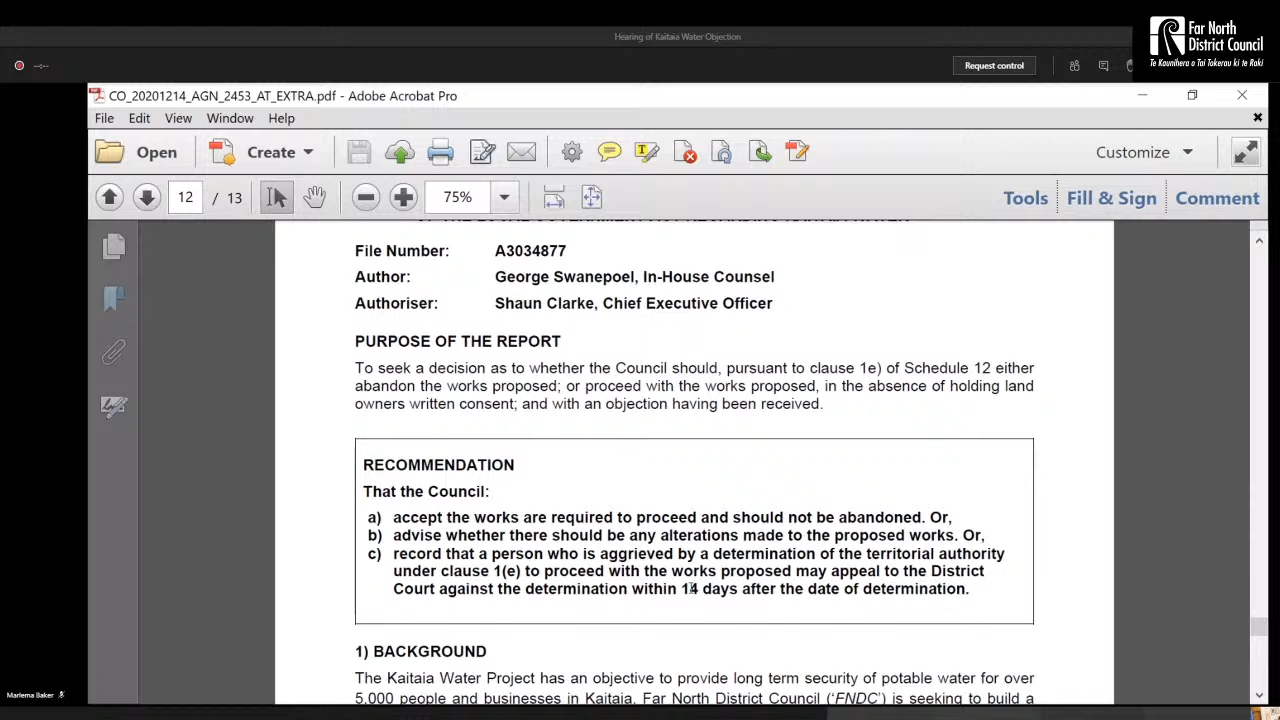 Hearing of Kaitaia Water Objection
Far North
District Council
Te Kaunihera o Tai Tokerau ki te Raki
Request control
CO_20201214_AGN_2453_AT_EXTRA.pdf - Adobe Acrobat Pro
File Edit View Window Help
Open Create Customize
12 / 13 75% Tools Fill & Sign Comment
File Number: A3034877
Author: George Swanepoel, In-House Counsel
Authoriser: Shaun Clarke, Chief Executive Officer
PURPOSE OF THE REPORT
To seek a decision as to whether the Council should, pursuant to clause 1e) of Schedule 12 either
abandon the works proposed; or proceed with the works proposed, in the absence of holding land
owners written consent; and with an objection having been received.
RECOMMENDATION
That the Council:
a) accept the works are required to proceed and should not be abandoned. Or,
b) advise whether there should be any alterations made to the proposed works. Or,
c) record that a person who is aggrieved by a determination of the territorial authority
under clause 1(e) to proceed with the works proposed may appeal to the District
Court against the determination within 14 days after the date of determination.
1) BACKGROUND
The Kaitaia Water Project has an objective to provide long term security of potable water for over
5,000 people and businesses in Kaitaia. Far North District Council ('FNDC') is seeking to build a
Marlema Baker